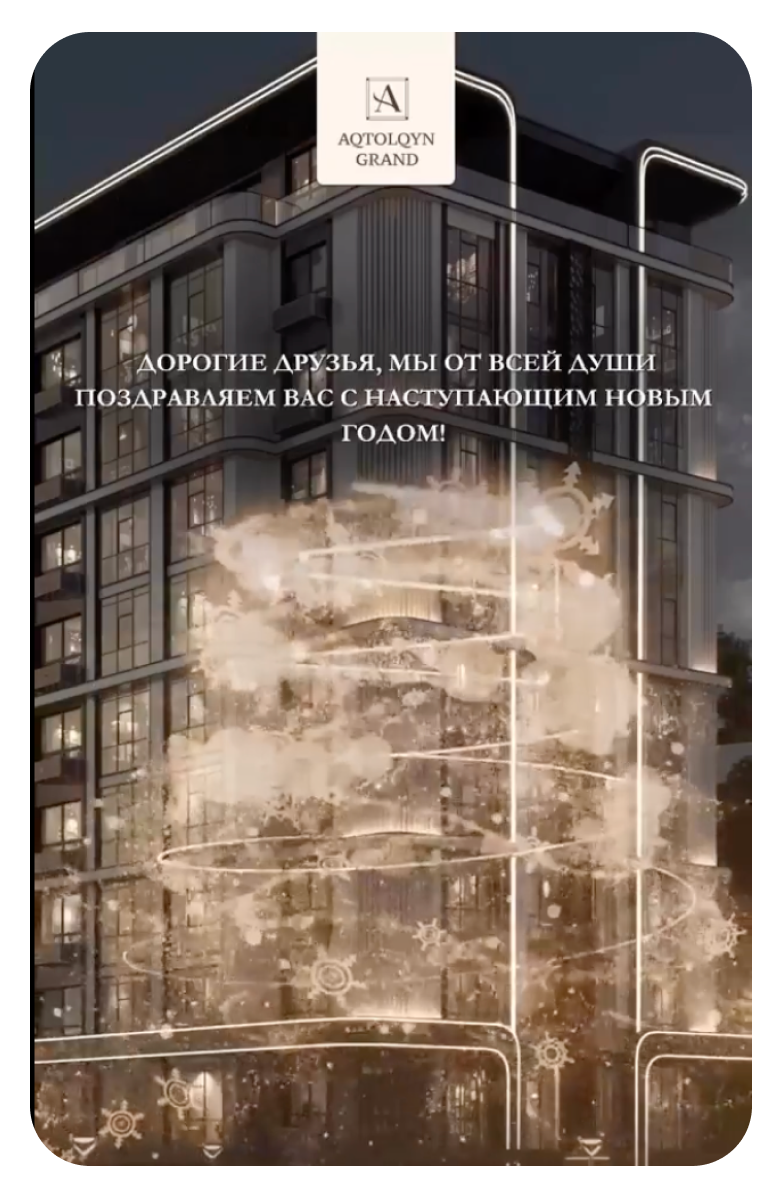 A
AQTOLQYN
GRAND
ДОРОГИЕ ДРУЗЬЯ, МЫ ОТ ВСЕЙ ДУШИ
ПОЗДРАВЛЯЕМ ВАС С НАСТУПАЮЩИМ НОВЫМ
ГОДОМ!